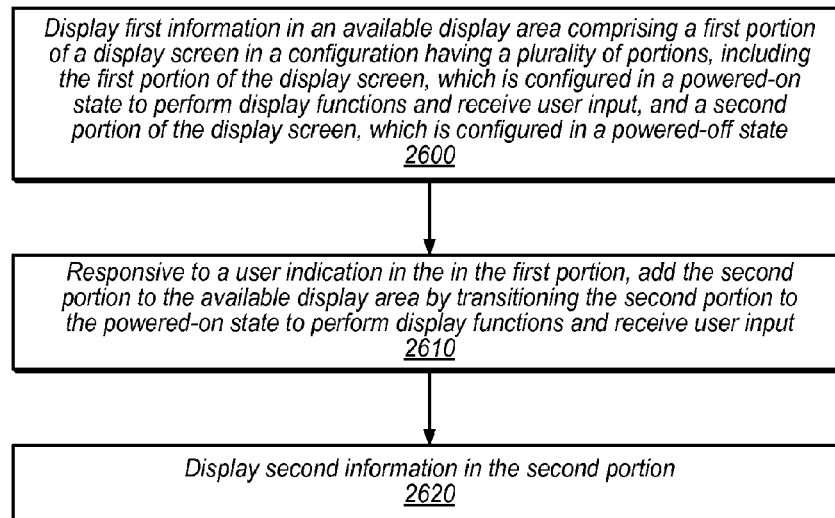 Display first information in an available display area comprising a first portion
of a display screen in a configuration having a plurality of portions, including
the first portion of the display screen, which is configured in a powered-on
state to perform display functions and receive user input, and a second
portion of the display screen, which is configured in a powered-off state
2600
Responsive to a user indication in the in the first portion, add the second
portion to the available display area by transitioning the second portion to
the powered-on state to perform display functions and receive user input
2610
Display second information in the second portion
2620